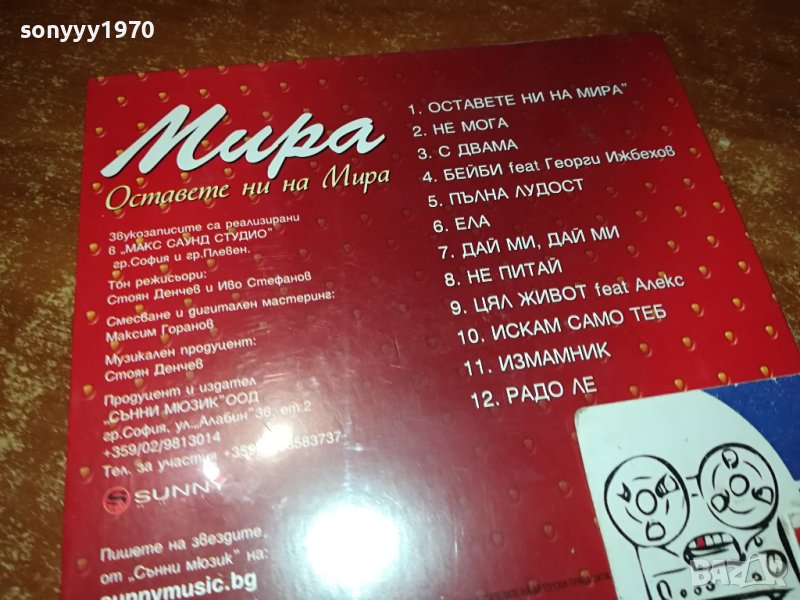 sonyyy1970
Мира
Оставете ни на Мира
Звукозаписите са реализирани
в „МАКС САУНД СТУДИО"
гр.София и гр.Плевен.
Тон режисьори:
Стоян Денчев и Иво Стефанов
Смесване и дигитален мастеринг:
Максим Горанов
Музикален продуцент:
Стоян Денчев
Продуцент и издател
„СЪННИ МЮЗИК"ООД
гр.София, ул.„Алабин"36, ет.2
+359/02/9813014
Тел. за участия
SUNNY
Пишете на звездите
от „Сънни мюзик" на:
sunnymusic.bg
1. ОСТАВЕТЕ НИ НА МИРА"
2. НЕ МОГА
3. С ДВАМА
4. БЕЙБИ feat Георги Ижбехов
5. ПЪЛНА ЛУДОСТ
6. ЕЛА
7. ДАЙ МИ, ДАЙ МИ
8. НЕ ПИТАЙ
9. ЦЯЛ ЖИВОТ feat Алекс
10. ИСКАМ САМО ТЕБ
11. ИЗМАМНИК
12. РАДО ЛЕ